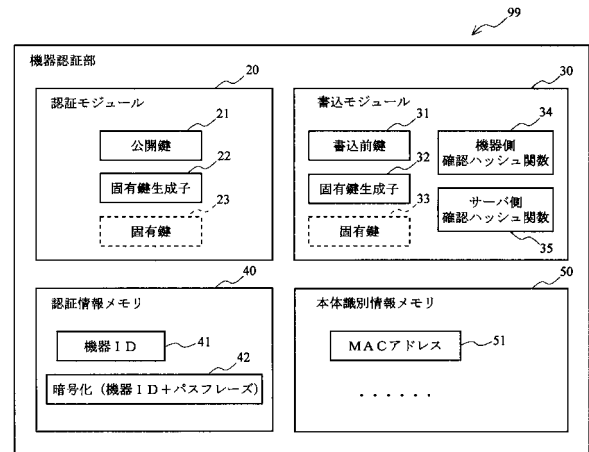 99
機器認証部
20
認証モジュール
21
公開鍵
22
固有鍵生成子
23
固有鍵
30
書込モジュール
31
書込前鍵
32
固有鍵生成子
33
固有鍵
34
機器側
確認ハッシュ関数
サーバ側
確認ハッシュ関数
35
40
認証情報メモリ
機器ID
41
42
暗号化(機器ID+パスフレーズ)
50
本体識別情報メモリ
MACアドレス
51
・・・・・・